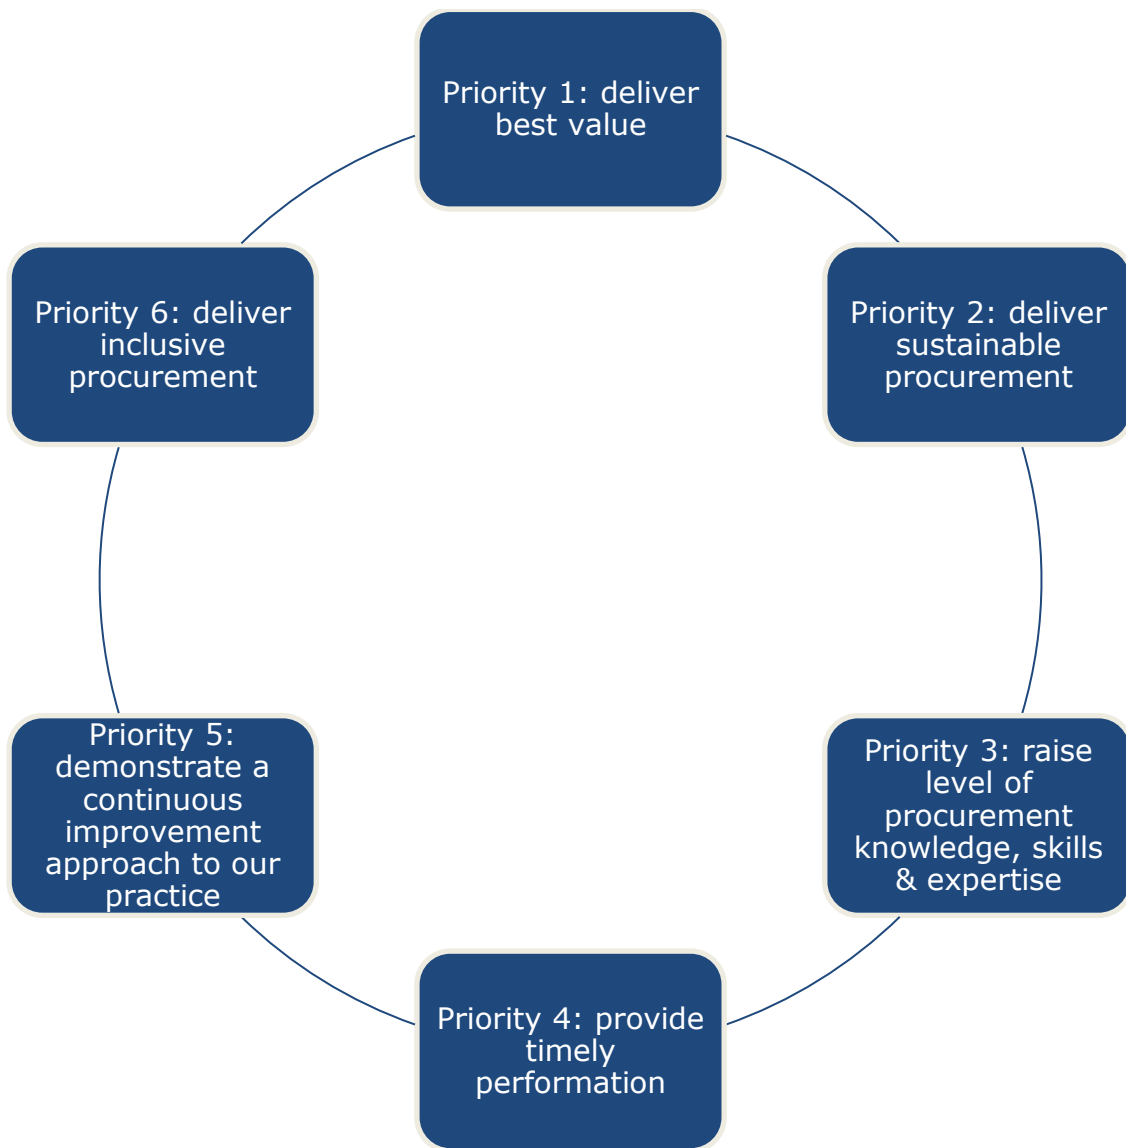 Priority 1: deliver
best value
Priority 2: deliver
sustainable
procurement
Priority 3: raise
level of
procurement
knowledge, skills
& expertise
Priority 4: provide
timely
performation
Priority 5:
demonstrate a
continuous
improvement
approach to our
practice
Priority 6: deliver
inclusive
procurement